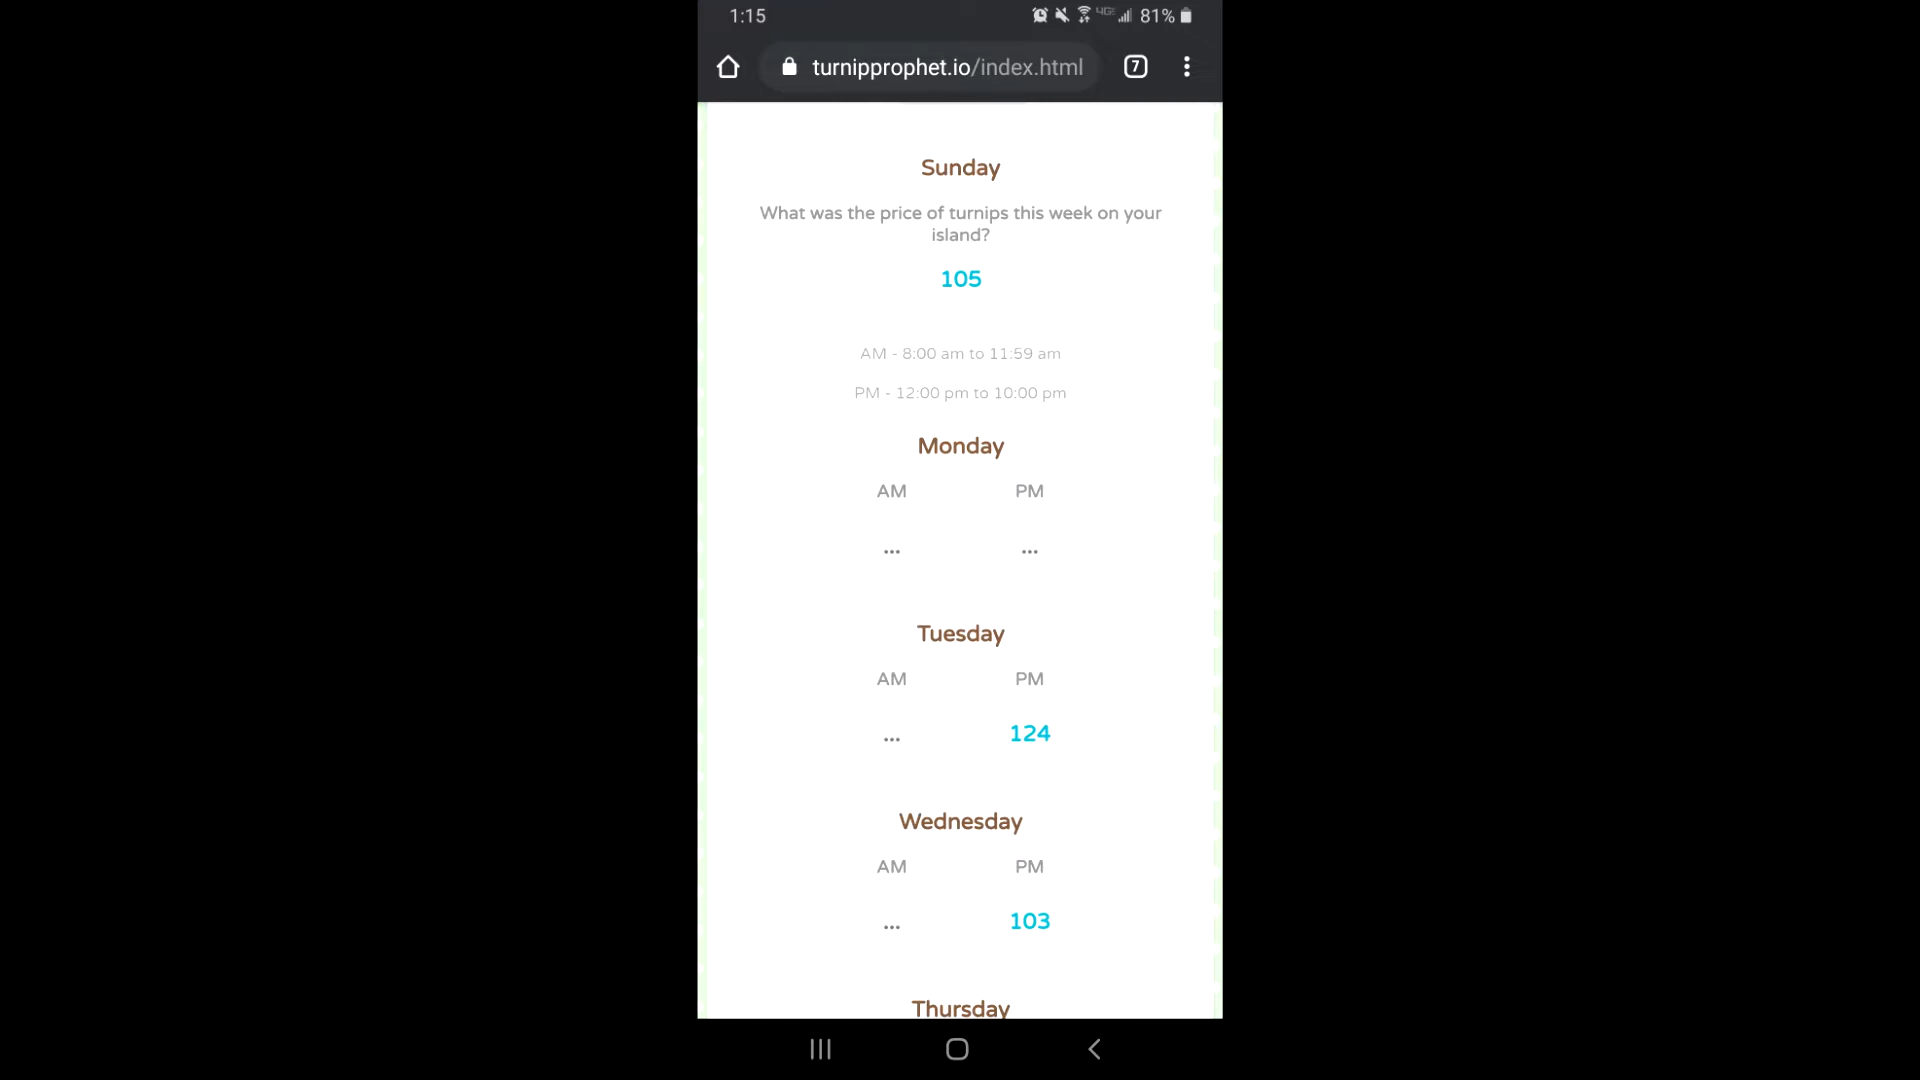 1:15 81%
turnipprophet.io/index.html 7
Sunday
What was the price of turnips this week on your
island?
105
AM - 8:00 am to 11:59 am
PM - 12:00 pm to 10:00 pm
Monday
AM PM
... ...
Tuesday
AM PM
... 124
Wednesday
AM PM
... 103
Thursday